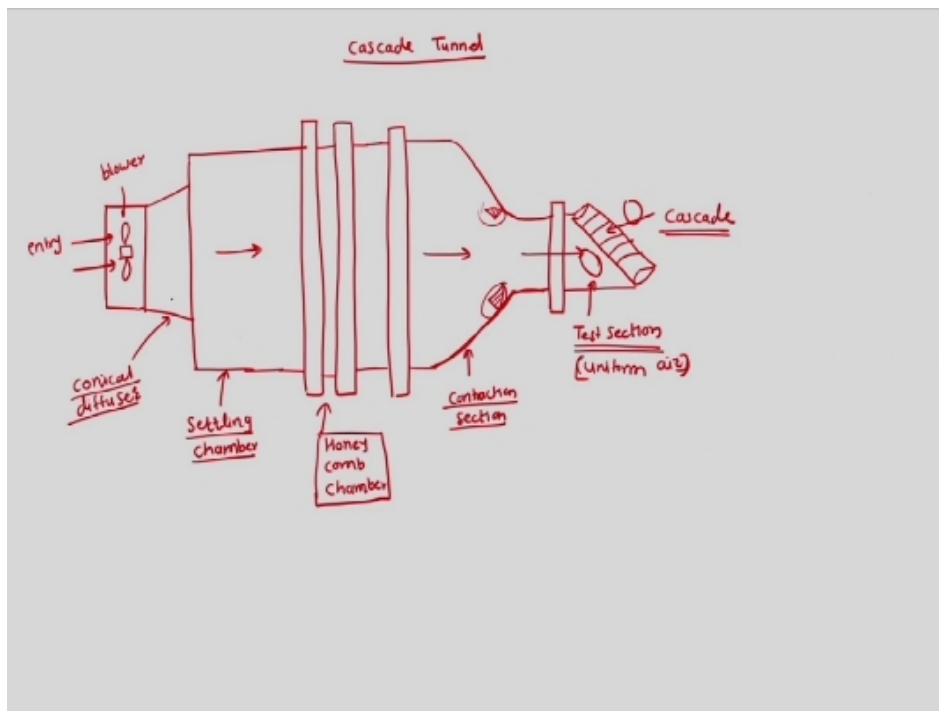 Cascade Tunnel
blower
entry
Cascade
Test section
(uniform air)
conical
diffuser
Settling
chamber
Contraction
section
Honey
comb
chamber